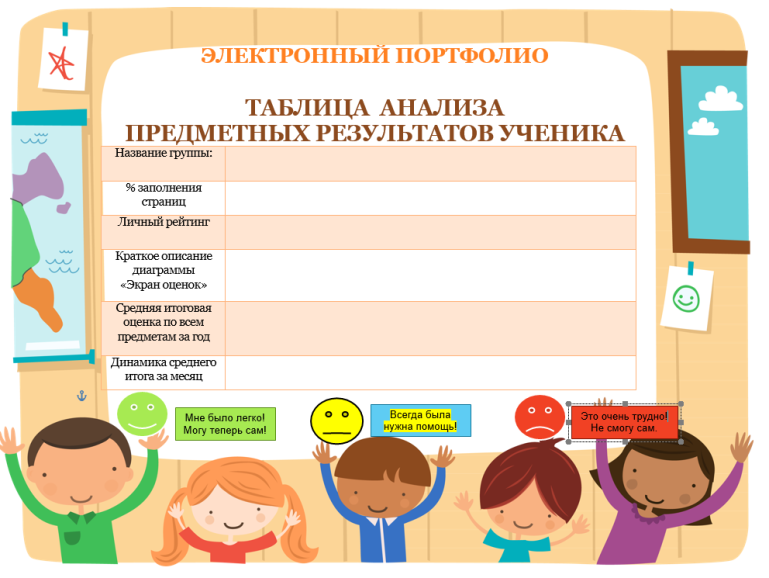 ЭЛЕКТРОННЫЙ ПОРТФОЛИО
ТАБЛИЦА АНАЛИЗА
ПРЕДМЕТНЫХ РЕЗУЛЬТАТОВ УЧЕНИКА
Название группы:
% заполнения
страниц
Личный рейтинг
Краткое описание
диаграммы
«Экран оценок»
Средняя итоговая
оценка по всем
предметам за год
Динамика среднего
итога за месяц
Мне было легко!
Могу теперь сам!
Всегда была
нужна помощь!
Это очень трудно!
Не смогу сам.